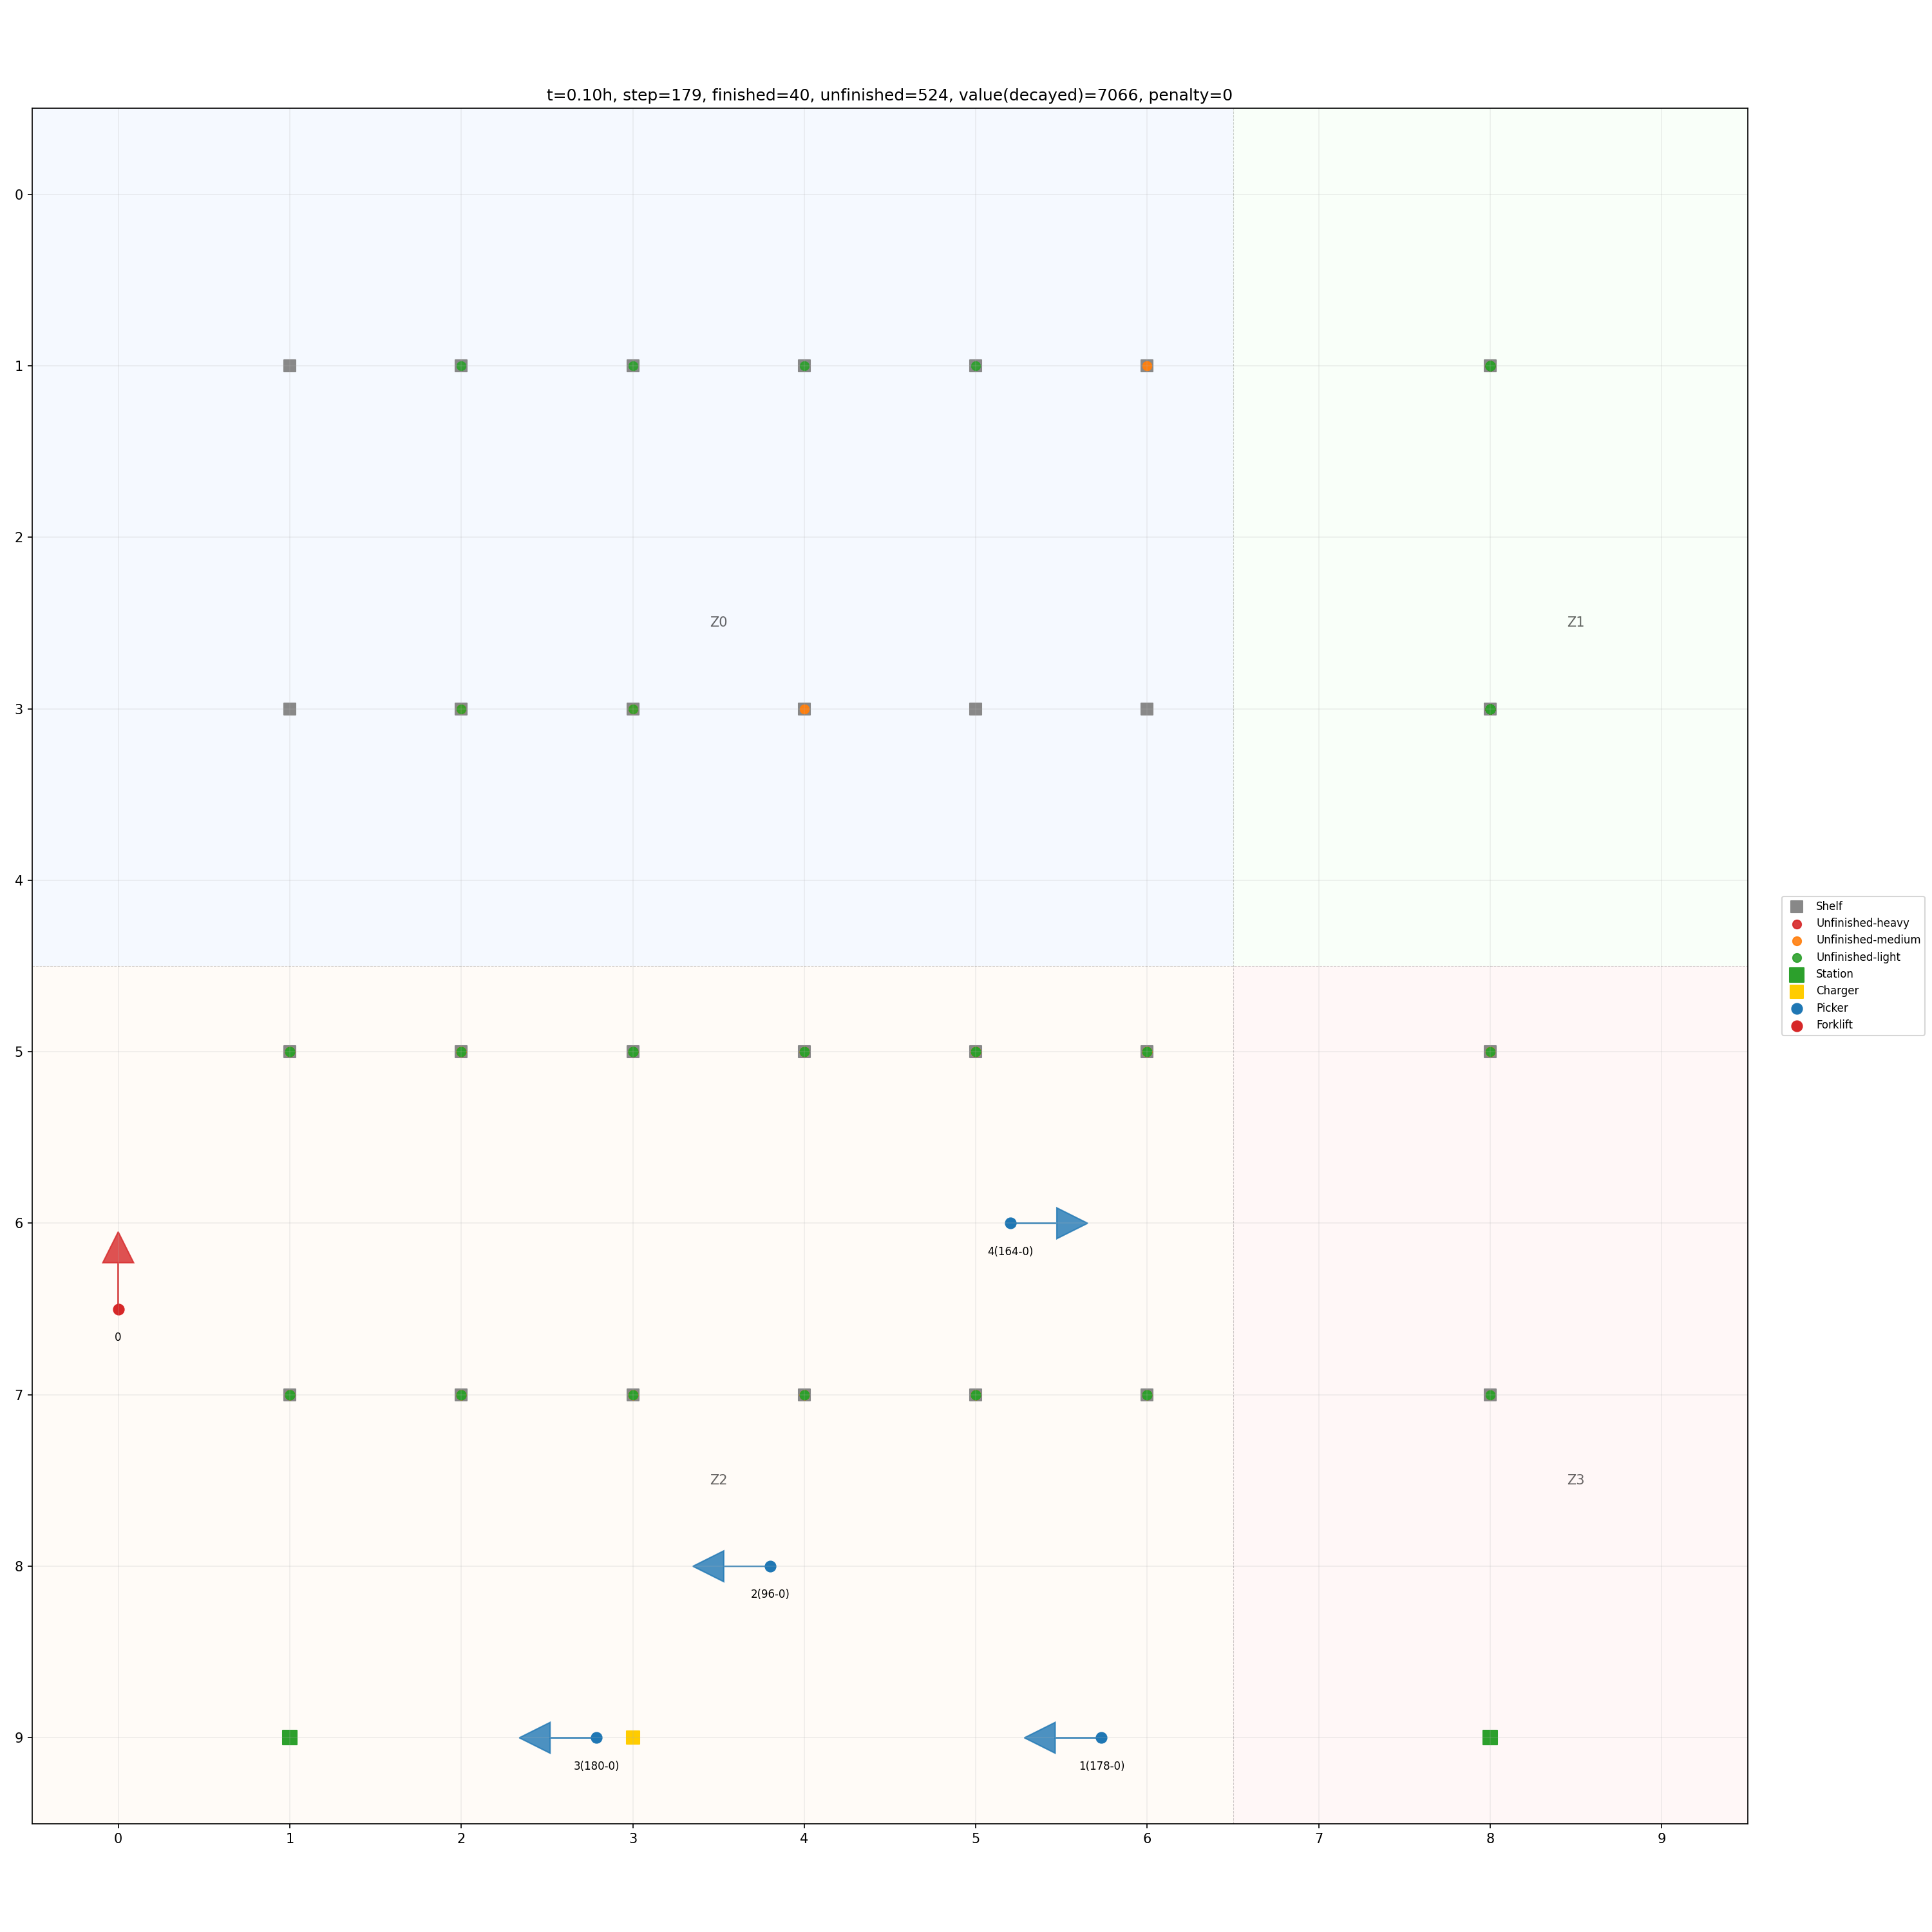 t=0.10h, step=179, finished=40, unfinished=524, value(decayed)=7066, penalty=0
0
1
2
Z0
Z1
3
4
Shelf
Unfinished-heavy
Unfinished-medium
Unfinished-light
Station
Charger
Picker
Forklift
5
6
4(164-0)
0
7
Z2
Z3
8
2(96-0)
9
3(180-0)
1(178-0)
0 1 2 3 4 5 6 7 8 9